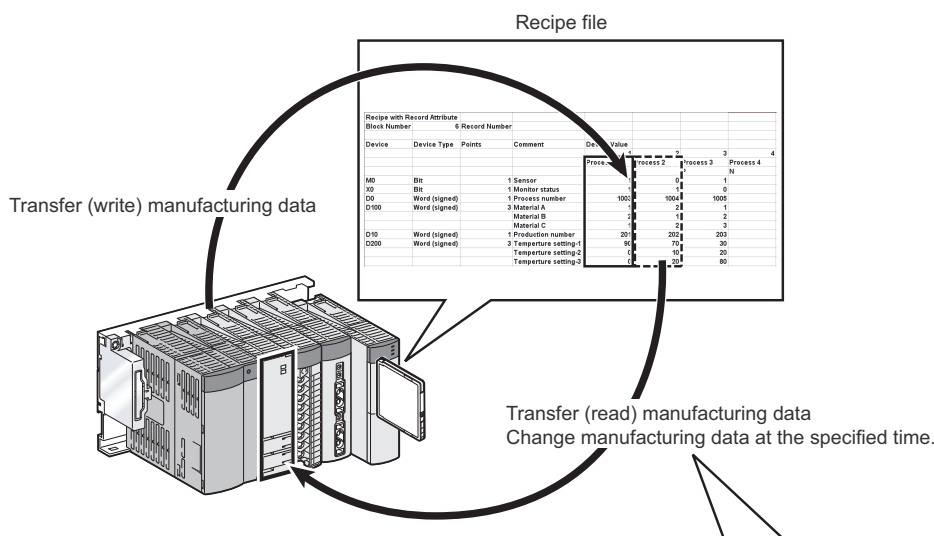 Recipe file
Recipe with Record Attribute
Block Number 6 Record Number
Device Device Type Points Comment Value
1 2 3 4
Process 2 Process 3 Process 4
N
M0 Bit 1 Sensor 0 1
X0 Bit 1 Monitor status 1 1 0
D0 Word (signed) 1 Process number 1003 1004 1005
D100 Word (signed) 3 Material A 1 2 1
Material B 2 1 2
Material C 1 2 3
D10 Word (signed) 1 Production number 201 202 203
D200 Word (signed) 3 Temperture setting-1 90 70 30
Temperture setting-2 0 10 20
Temperture setting-3 0 20 80
Transfer (write) manufacturing data
Transfer (read) manufacturing data
Change manufacturing data at the specified time.